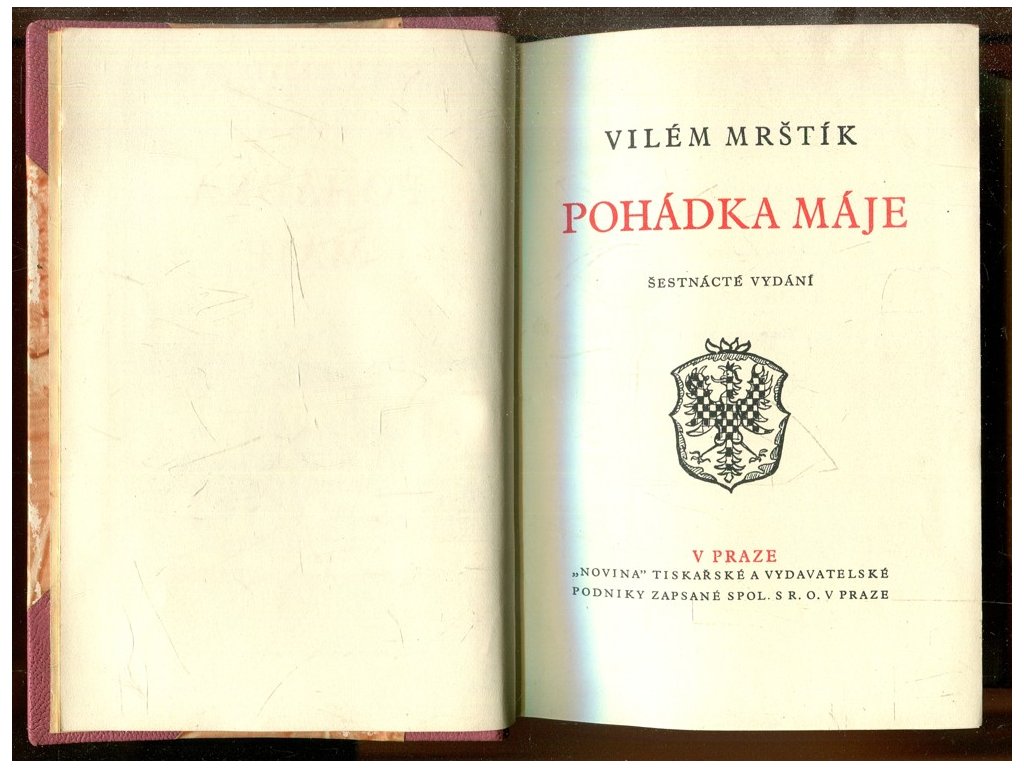 VILÉM MRŠTÍK
POHÁDKA MÁJE
ŠESTNÁCTÉ VYDÁNÍ
V PRAZE
„NOVINA” TISKAŘSKÉ A VYDAVATELSKÉ
PODNIKY ZAPSANÉ SPOL. S R. O. V PRAZE